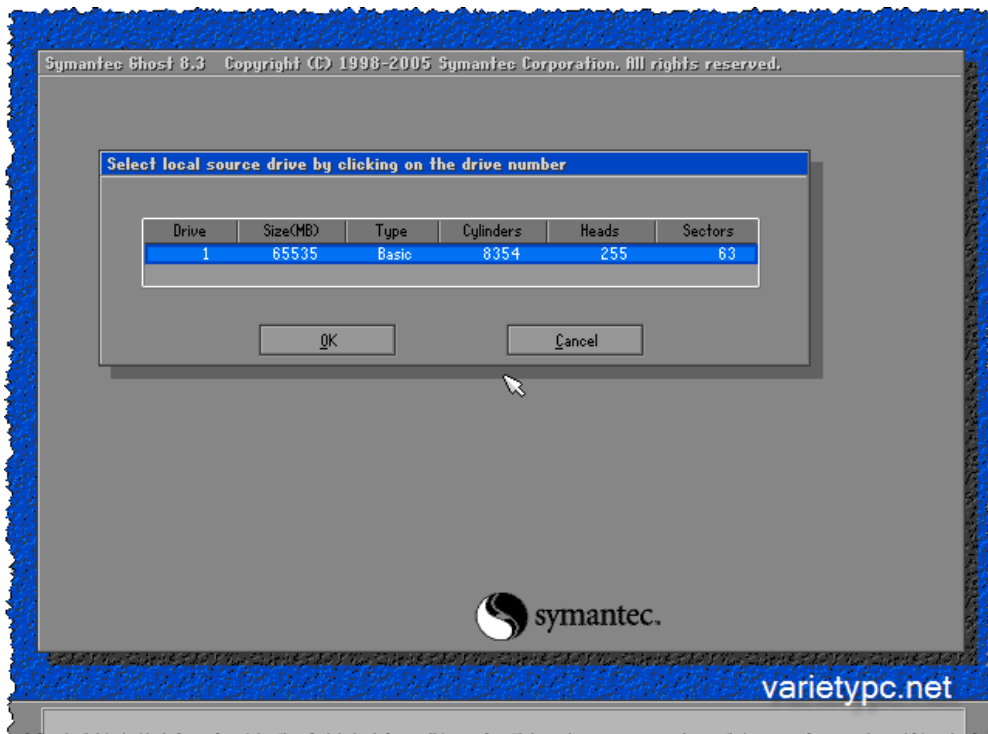 Symantec Ghost 8.3 Copyright (C) 1998-2005 Symantec Corporation. All rights reserved.
Select local source drive by clicking on the drive number
Drive Size(MB) Type Cylinders Heads Sectors
1 65535 Basic 8354 255 63
OK Cancel
symantec.
varietypc.net